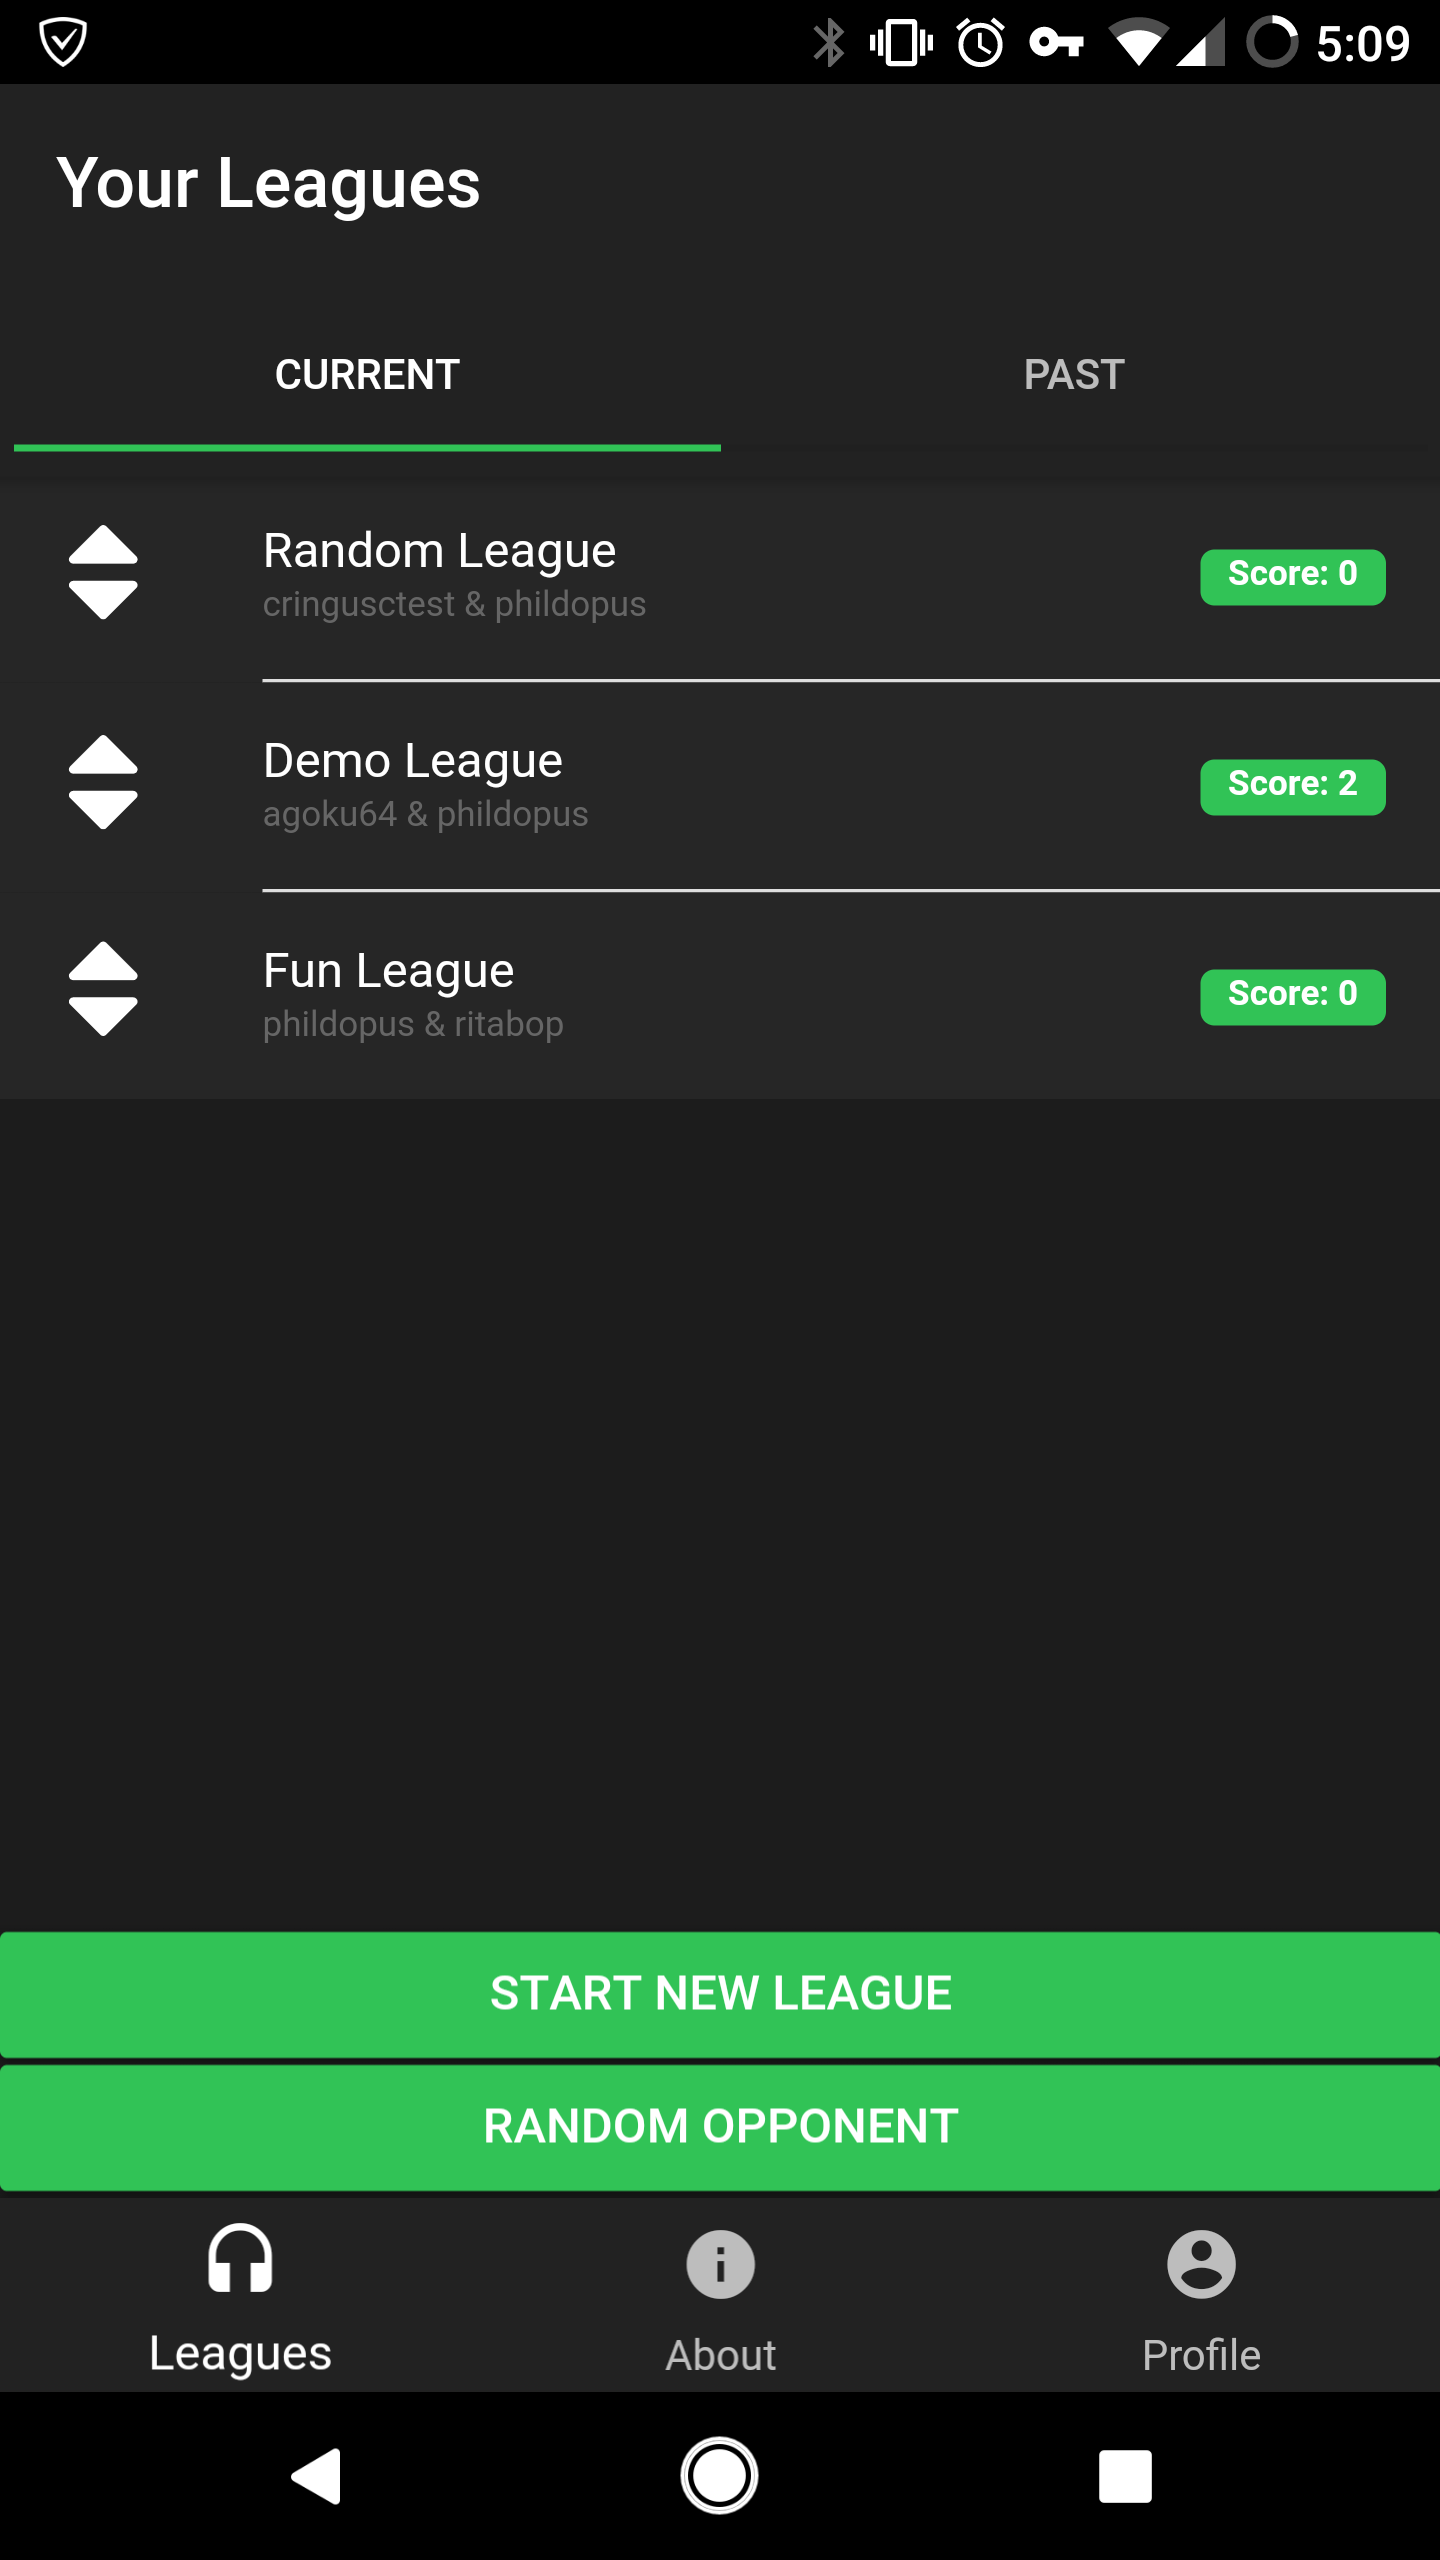 5:09
Your Leagues
CURRENT PAST
Random League
cringusctest & phildopus
Score: 0
Demo League
agoku64 & phildopus
Score: 2
Fun League
phildopus & ritabop
Score: 0
START NEW LEAGUE
RANDOM OPPONENT
Leagues About Profile